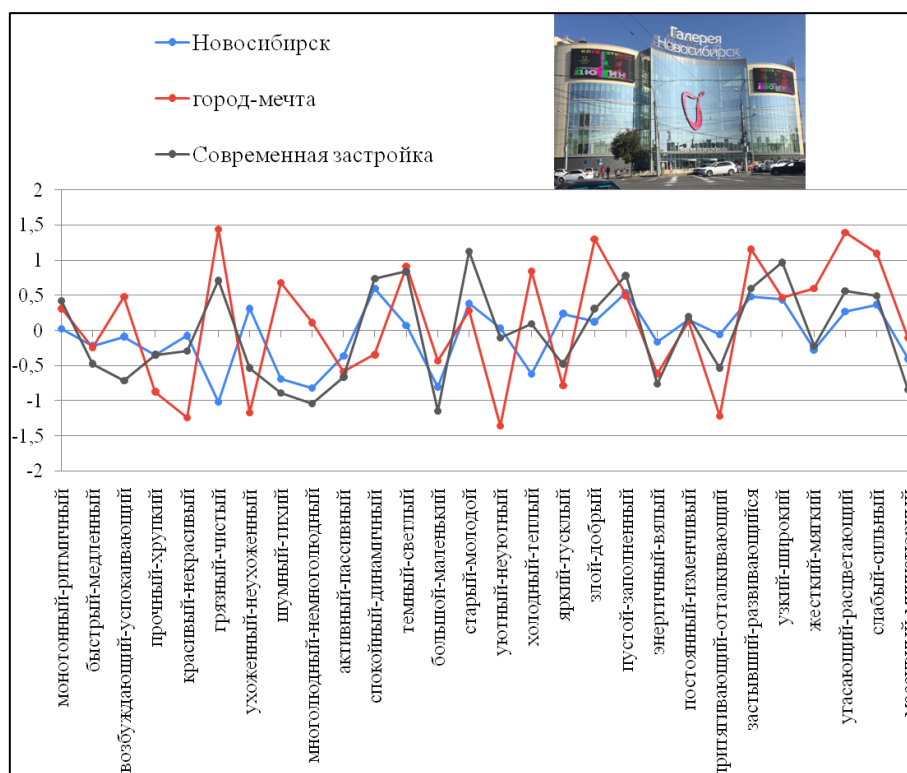 Новосибирск
город-мечта
Современная застройка
Галерея
Новосибирск
2
1,5
1
0,5
0
-0,5
-1
-1,5
-2
монотонный-ритмичный
быстрый-медленный
возбуждающий-успокаивающий
прочный-хрупкий
красивый-некрасивый
грязный-чистый
ухоженный-неухоженный
шумный-тихий
многолюдный-немноголюдный
активный-пассивный
спокойный-динамичный
темный-светлый
большой-маленький
старый-молодой
уютный-неуютный
холодный-теплый
яркий-тусклый
злой-добрый
пустой-заполненный
энергичный-вялый
постоянный-изменчивый
притягивающий-отталкивающий
застывший-развивающийся
узкий-широкий
жесткий-мягкий
угасающий-расцветающий
слабый-сильный